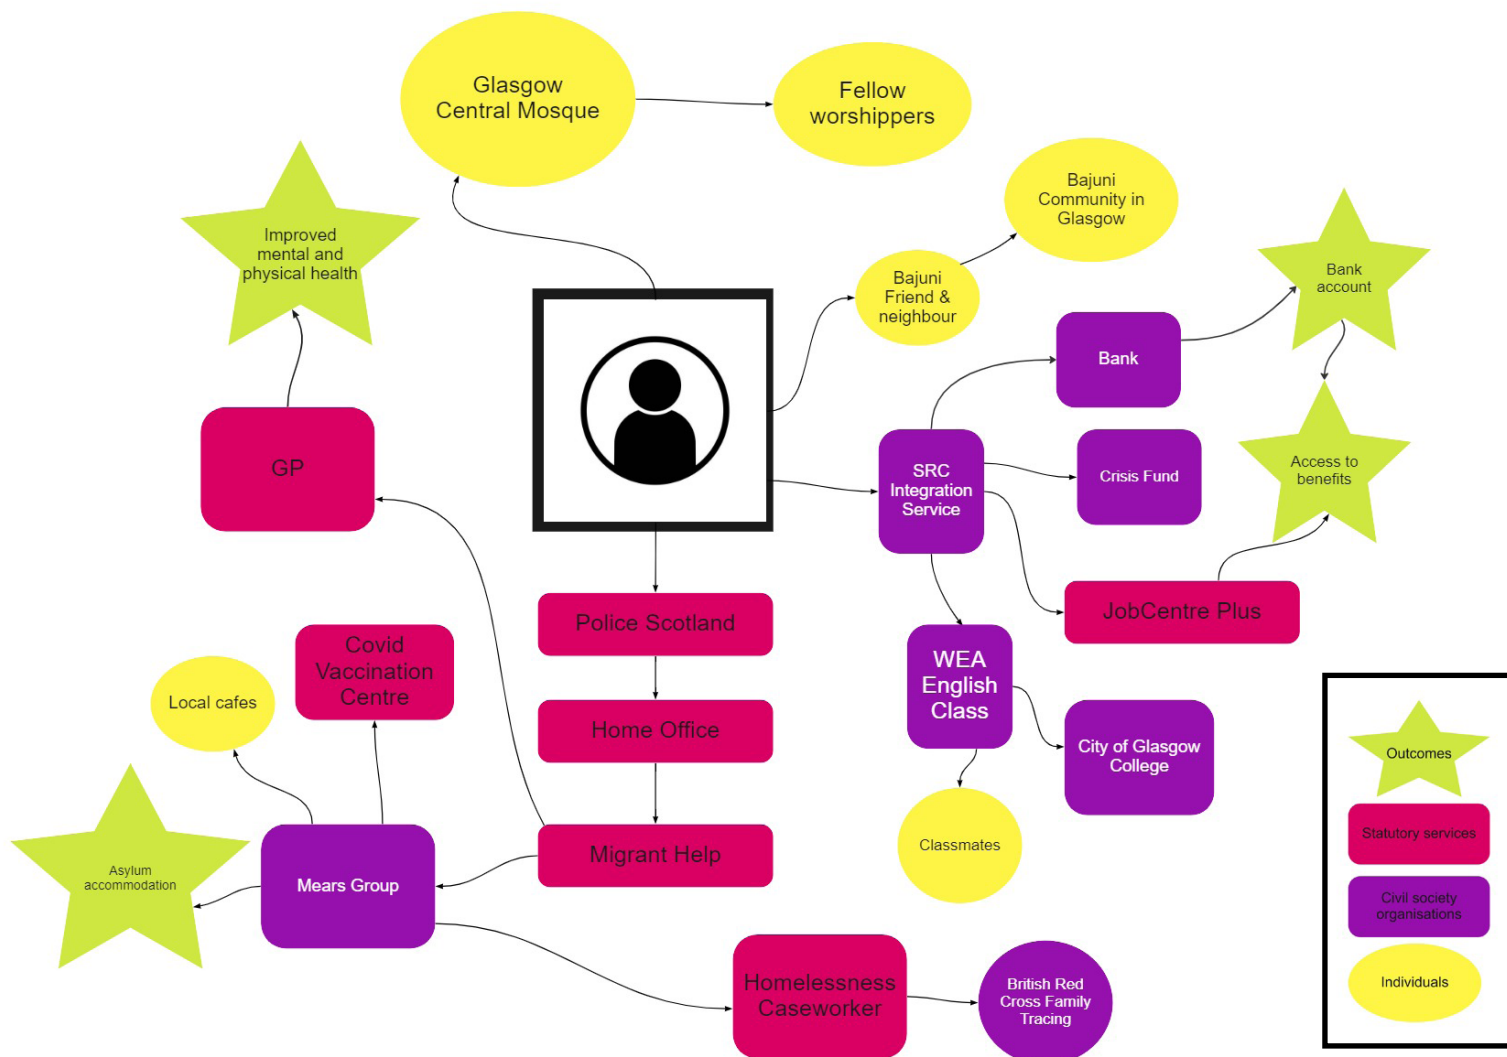 Glasgow
Central Mosque
Fellow
worshippers
Improved
mental and
physical health
Bajuni
Community in
Glasgow
Bajuni
Friend &
neighbour
Bank
account
Bank
GP
SRC
Integration
Service
Crisis Fund
Access to
benefits
JobCentre Plus
Police Scotland
Covid
Vaccination
Centre
WEA
English
Class
Local cafes
Home Office
City of Glasgow
College
Classmates
Migrant Help
Asylum
accommodation
Mears Group
Homelessness
Caseworker
British Red
Cross Family
Tracing
Outcomes
Statutory services
Civil society
organisations
Individuals